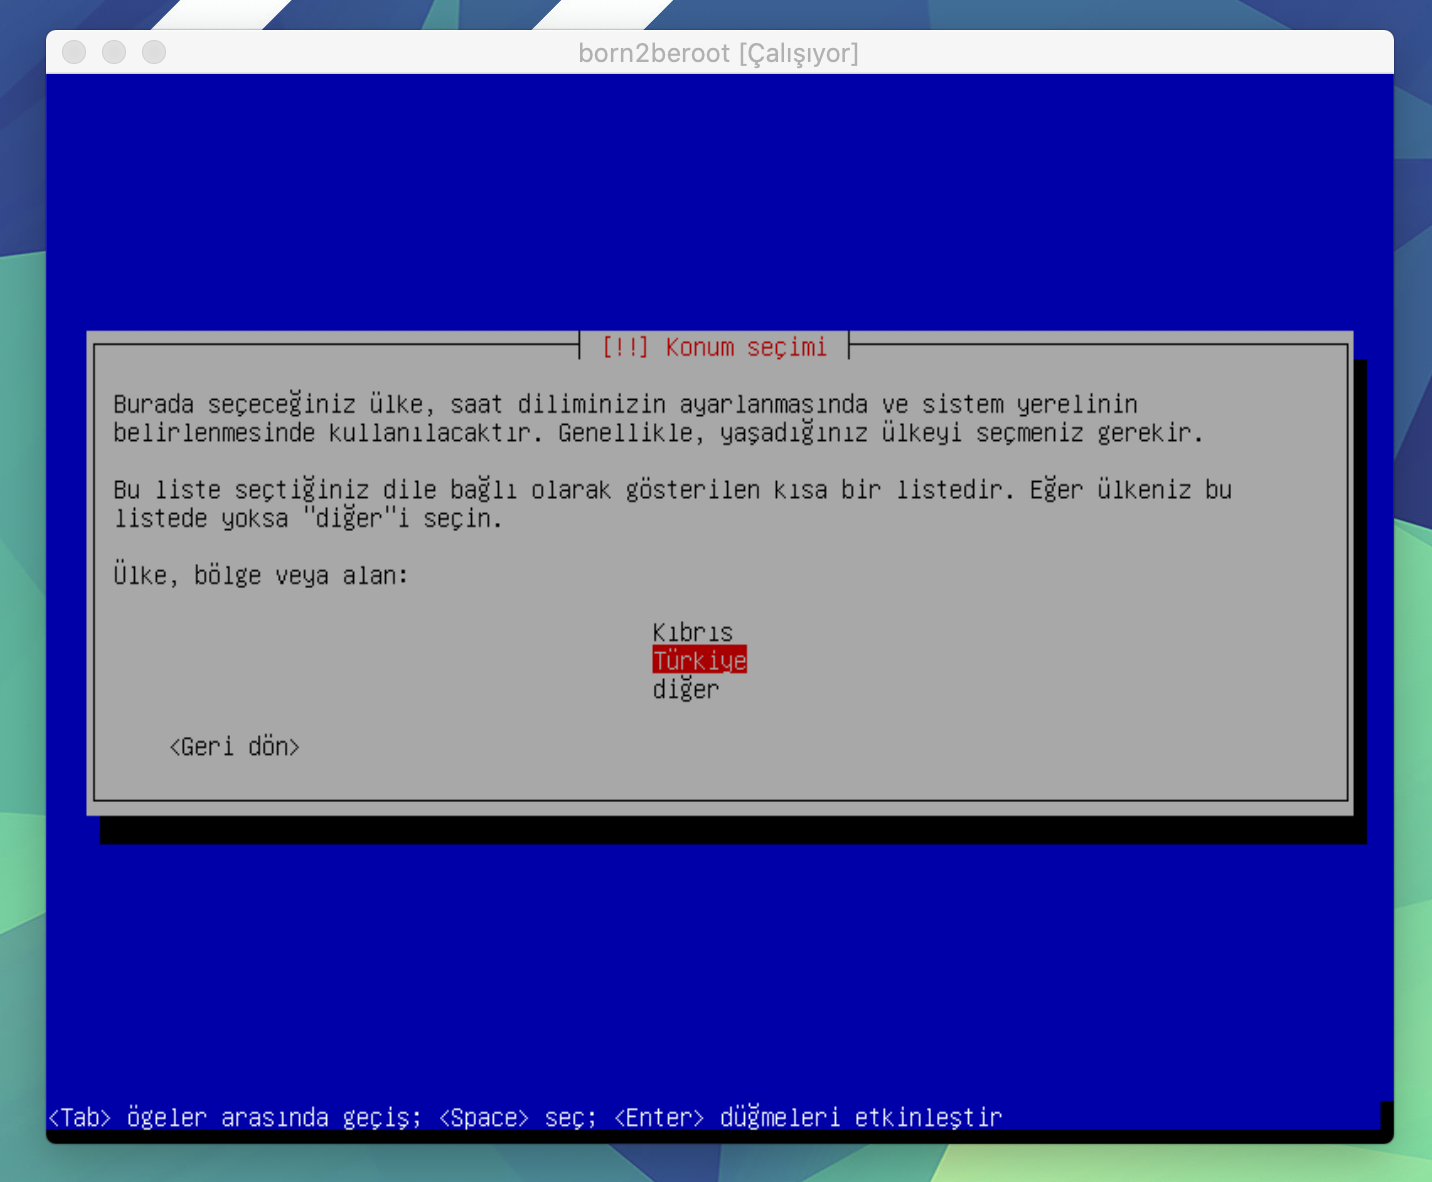 born2beroot [Çalışıyor]
[!!] Konum seçimi
Burada seçeceğiniz ülke, saat diliminizin ayarlanmasında ve sistem yerelinin
belirlenmesinde kullanılacaktır. Genellikle, yaşadığınız ülkeyi seçmeniz gerekir.
Bu liste seçtiğiniz dile bağlı olarak gösterilen kısa bir listedir. Eğer ülkeniz bu
listede yoksa "diğer"i seçin.
Ülke, bölge veya alan:
Kıbrıs
Türkiye
diğer
<Geri dön>
<Tab> ögeler arasında geçiş; <Space> seç; <Enter> düğmeleri etkinleştir